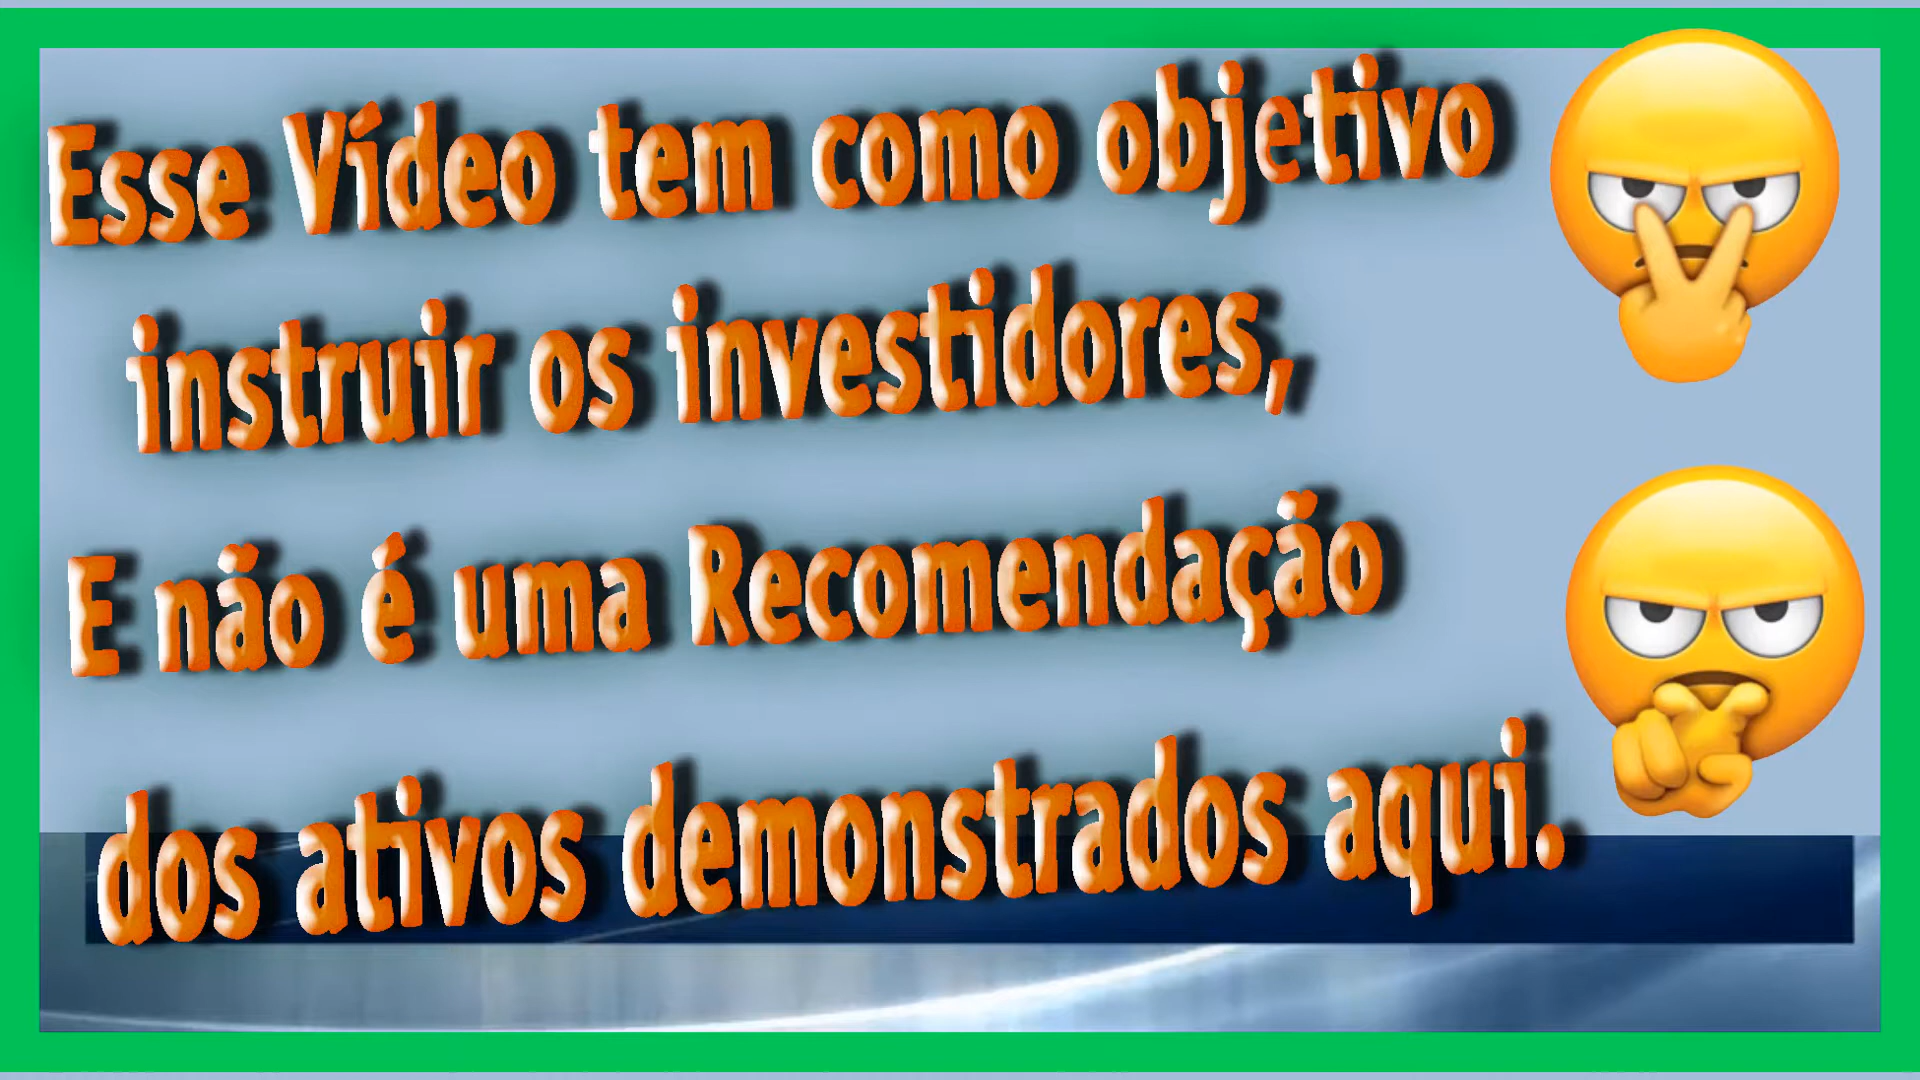 Esse Vídeo tem como objetivo
instruir os investidores,
E não é uma Recomendação
dos ativos demonstrados aqui.